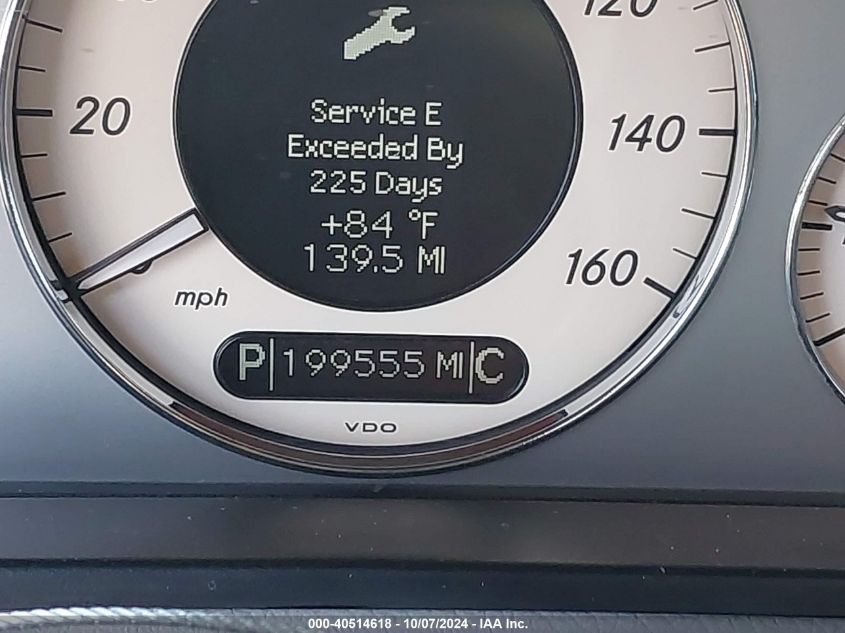 120
20
140
Service E
Exceeded By
225 Days
+84 °F
139.5 MI
160
mph
P 199555 MI C
VDO
000-40514618 - 10/07/2024 - IAA Inc.